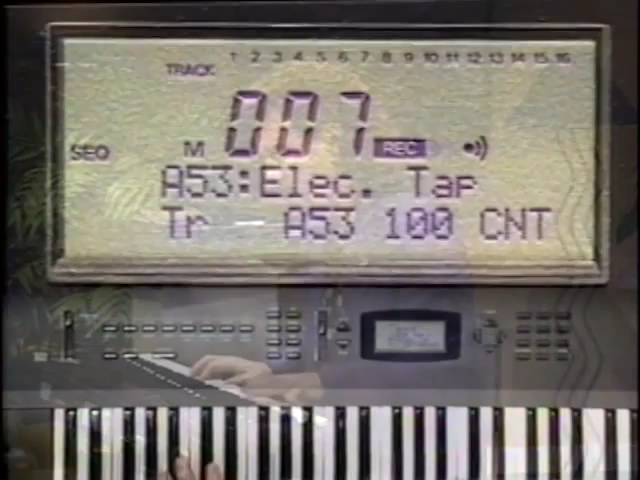 1 2 3 4 5 6 7 8 9 10 11 12 13 14 15 16
TRACK
SEQ M 007 REC
A53:Elec. Tap
Tr A53 100 CNT